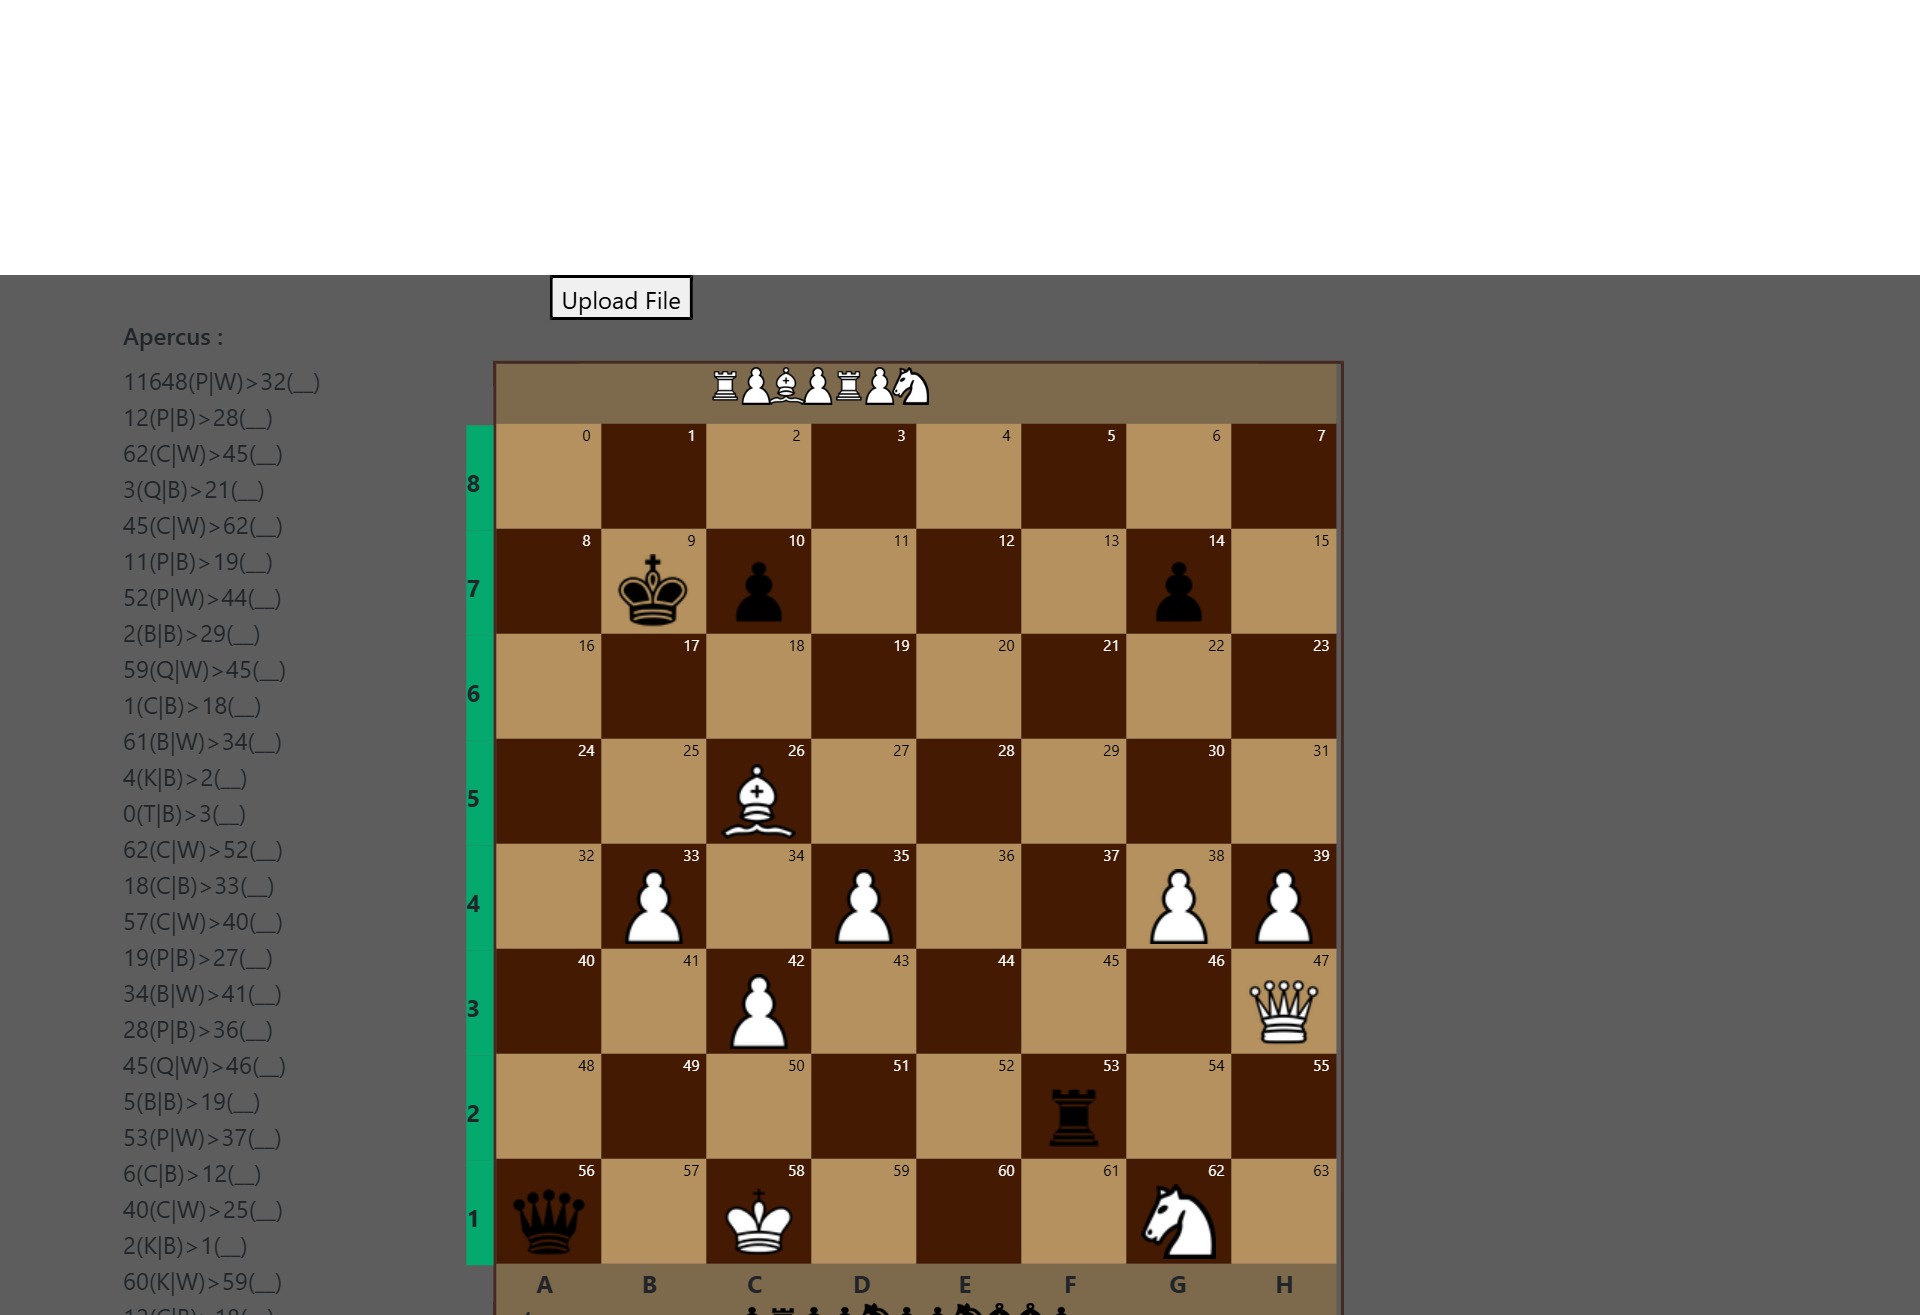 Upload File
Apercus :
11648(P|W)>32(__)
12(P|B)>28(__)
62(C|W)>45(__)
3(Q|B)>21(__)
45(C|W)>62(__)
11(P|B)>19(__)
52(P|W)>44(__)
2(B|B)>29(__)
59(Q|W)>45(__)
1(C|B)>18(__)
61(B|W)>34(__)
4(K|B)>2(__)
0(T|B)>3(__)
62(C|W)>52(__)
18(C|B)>33(__)
57(C|W)>40(__)
19(P|B)>27(__)
34(B|W)>41(__)
28(P|B)>36(__)
45(Q|W)>46(__)
5(B|B)>19(__)
53(P|W)>37(__)
6(C|B)>12(__)
40(C|W)>25(__)
2(K|B)>1(__)
60(K|W)>59(__)
0 1 2 3 4 5 6 7
8
8 9 10 11 12 13 14 15
7
16 17 18 19 20 21 22 23
6
24 25 26 27 28 29 30 31
5
32 33 34 35 36 37 38 39
4
40 41 42 43 44 45 46 47
3
48 49 50 51 52 53 54 55
2
56 57 58 59 60 61 62 63
1
A B C D E F G H